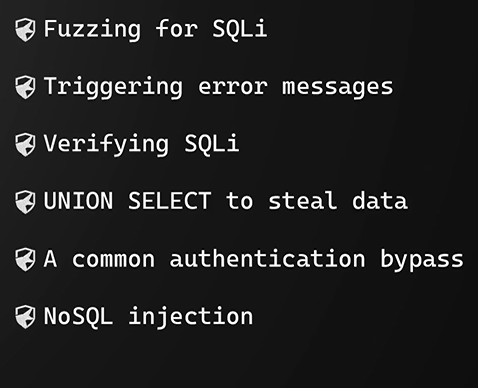 Fuzzing for SQLi
Triggering error messages
Verifying SQLi
UNION SELECT to steal data
A common authentication bypass
NoSQL injection